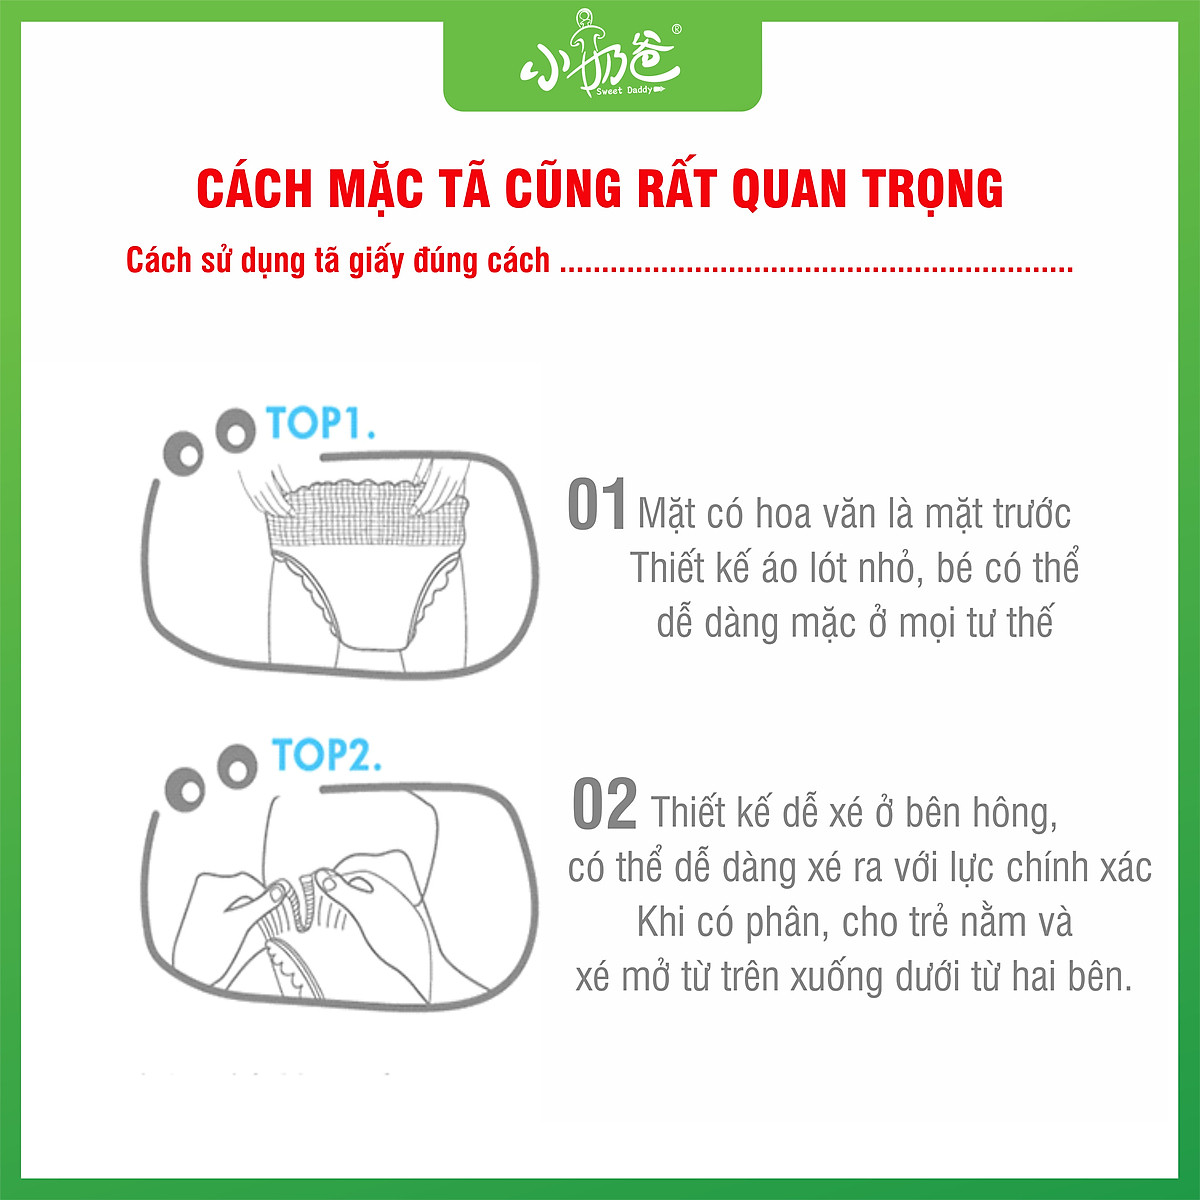 小奶爸®
Sweet Daddy
CÁCH MẶC TÃ CŨNG RẤT QUAN TRỌNG
Cách sử dụng tã giấy đúng cách ..............................................................
TOP1.
01 Mặt có hoa văn là mặt trước
Thiết kế áo lót nhỏ, bé có thể
dễ dàng mặc ở mọi tư thế
TOP2.
02 Thiết kế dễ xé ở bên hông,
có thể dễ dàng xé ra với lực chính xác
Khi có phân, cho trẻ nằm và
xé mở từ trên xuống dưới từ hai bên.